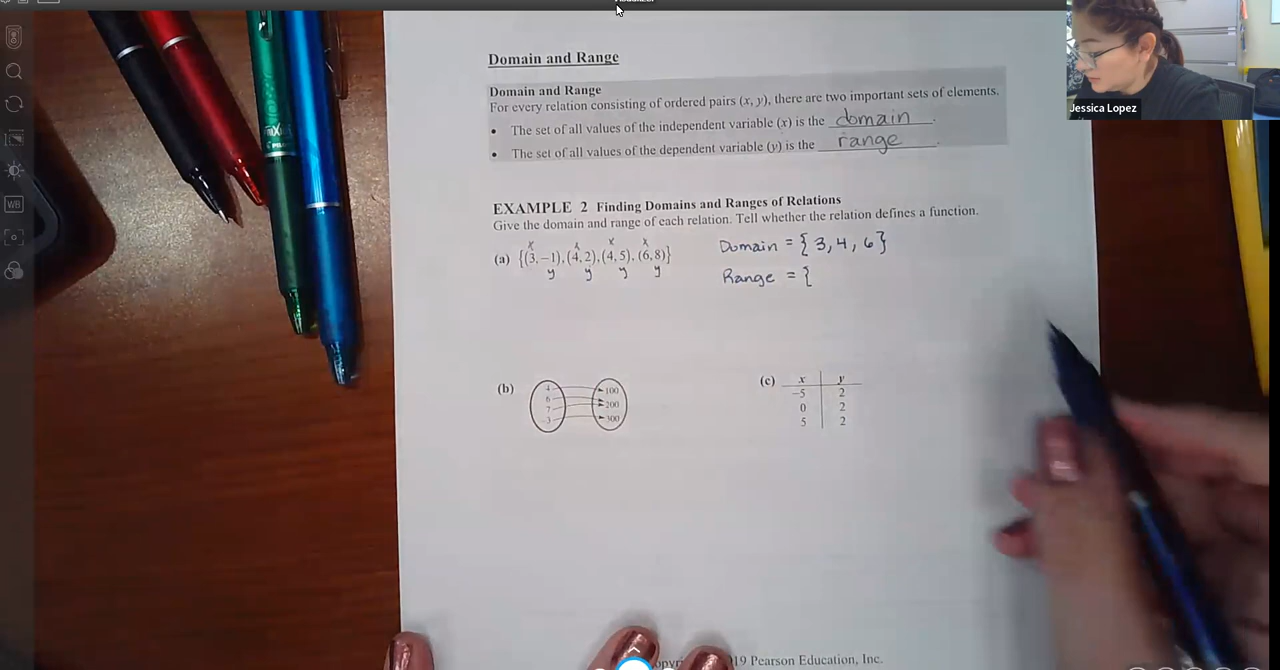 Jessica Lopez
WB
Domain and Range
Domain and Range
For every relation consisting of ordered pairs (x, y), there are two important sets of elements.
• The set of all values of the independent variable (x) is the domain.
• The set of all values of the dependent variable (y) is the range.
EXAMPLE 2 Finding Domains and Ranges of Relations
Give the domain and range of each relation. Tell whether the relation defines a function.
x x x x
(a) {(3, −1), (4, 2), (4, 5), (6, 8)} Domain = {3, 4, 6}
y y y y Range = {
(b) (c) x y
4 100 −5 2
6 200 0 2
7 300 5 2
19 Pearson Education, Inc.